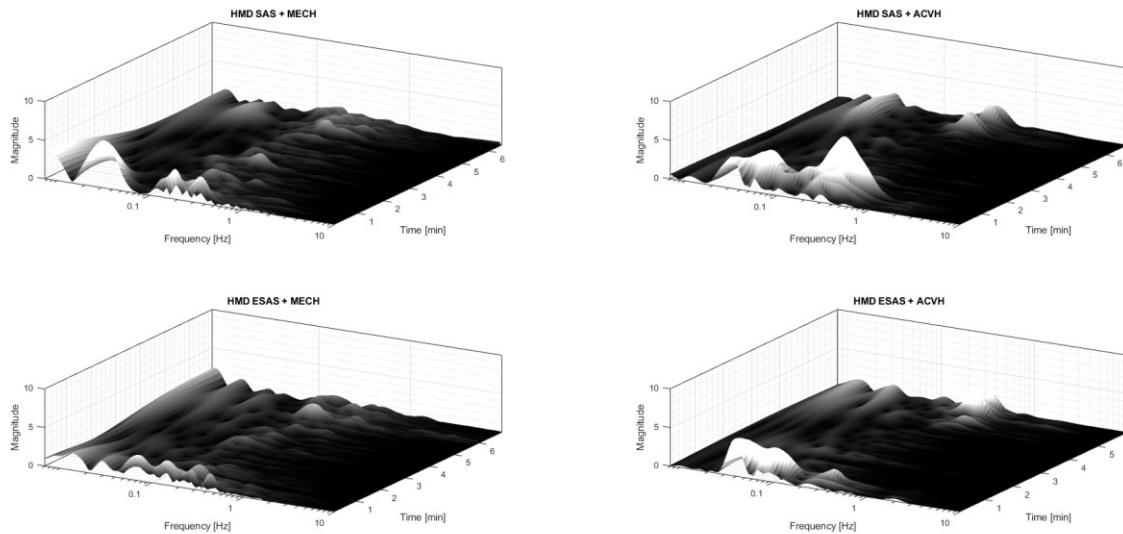 HMD SAS + MECH
10
5
0
Magnitude
0.1
1
10
Frequency [Hz]
1
2
3
4
5
6
Time [min]
HMD SAS + ACVH
10
5
0
Magnitude
0.1
1
10
Frequency [Hz]
1
2
3
4
5
6
Time [min]
HMD ESAS + MECH
10
5
0
Magnitude
0.1
1
10
Frequency [Hz]
1
2
3
4
5
6
Time [min]
HMD ESAS + ACVH
10
5
0
Magnitude
0.1
1
10
Frequency [Hz]
1
2
3
4
5
Time [min]